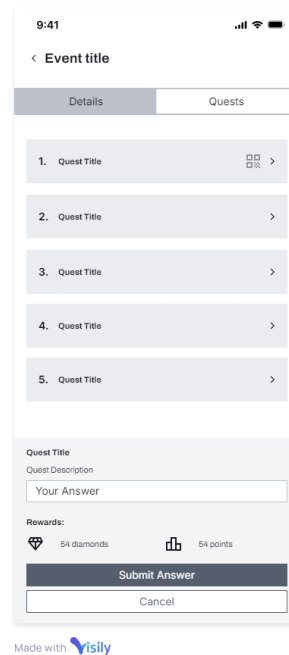 9:41
Event title
Details Quests
1. Quest Title
2. Quest Title
3. Quest Title
4. Quest Title
5. Quest Title
Quest Title
Quest Description
Your Answer
Rewards:
54 diamonds 54 points
Submit Answer
Cancel
Made with Visily